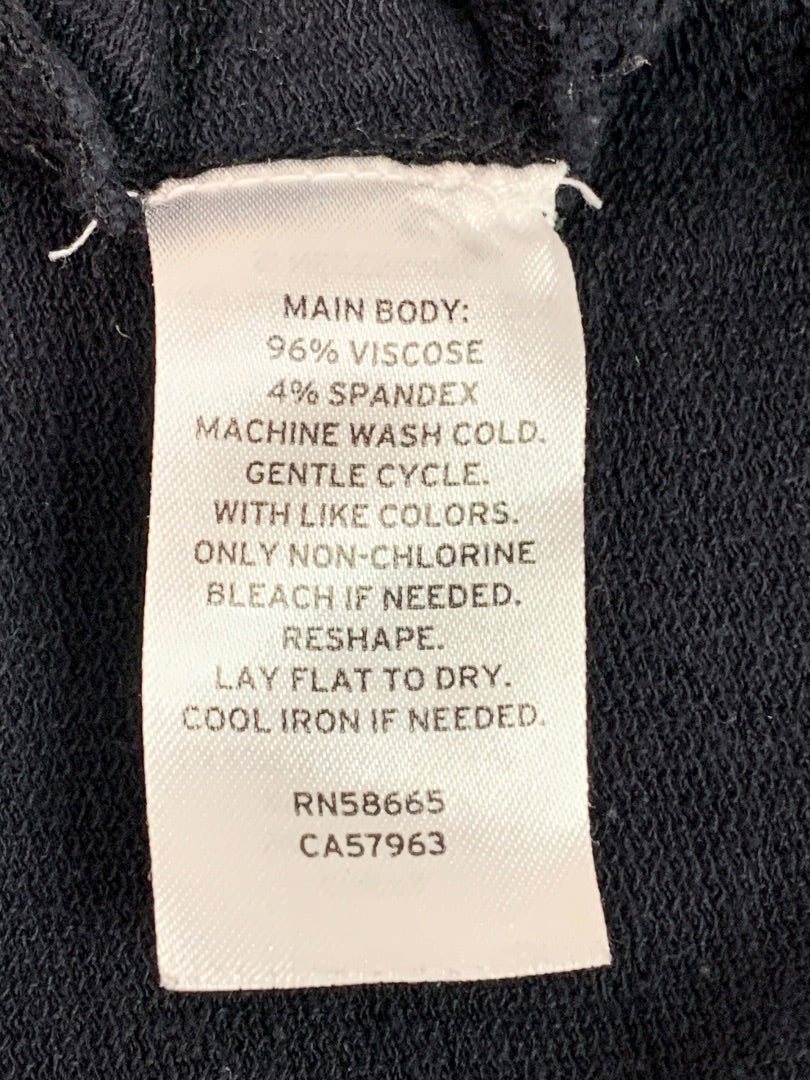 MAIN BODY:
96% VISCOSE
4% SPANDEX
MACHINE WASH COLD.
GENTLE CYCLE.
WITH LIKE COLORS.
ONLY NON-CHLORINE
BLEACH IF NEEDED.
RESHAPE.
LAY FLAT TO DRY.
COOL IRON IF NEEDED.
RN58665
CA57963